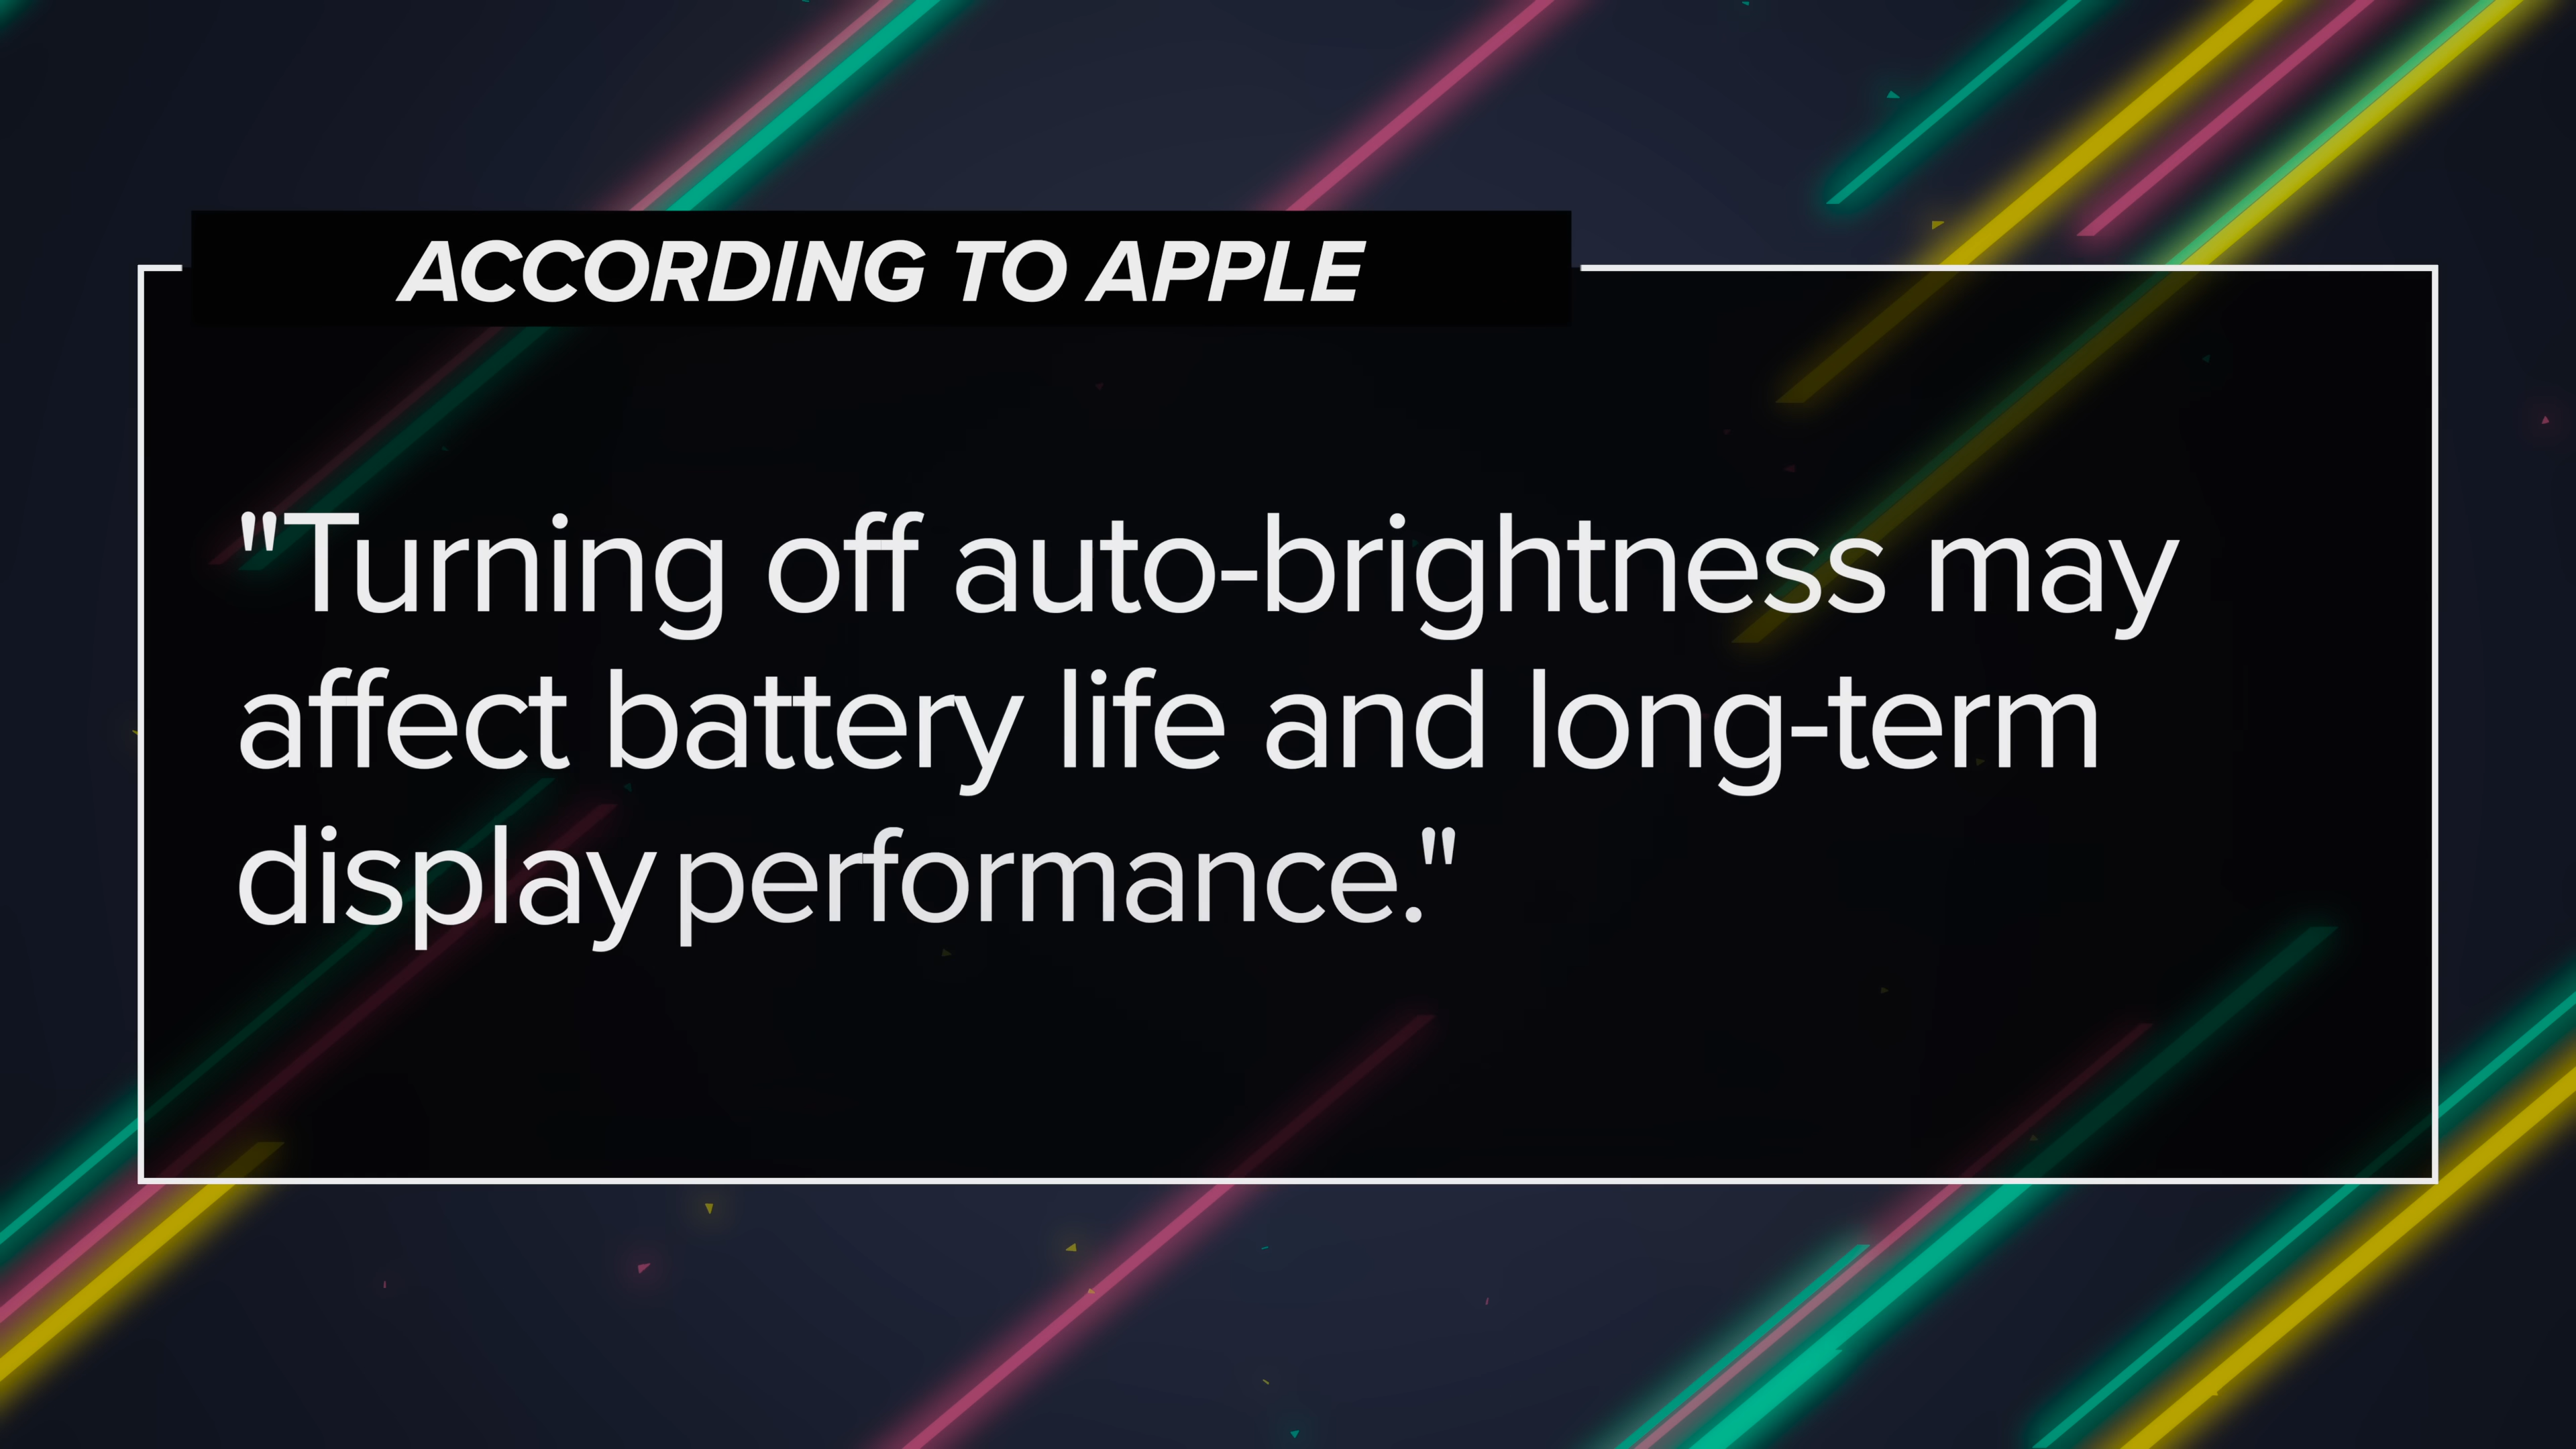 ACCORDING TO APPLE
"Turning off auto-brightness may
affect battery life and long-term
display performance."